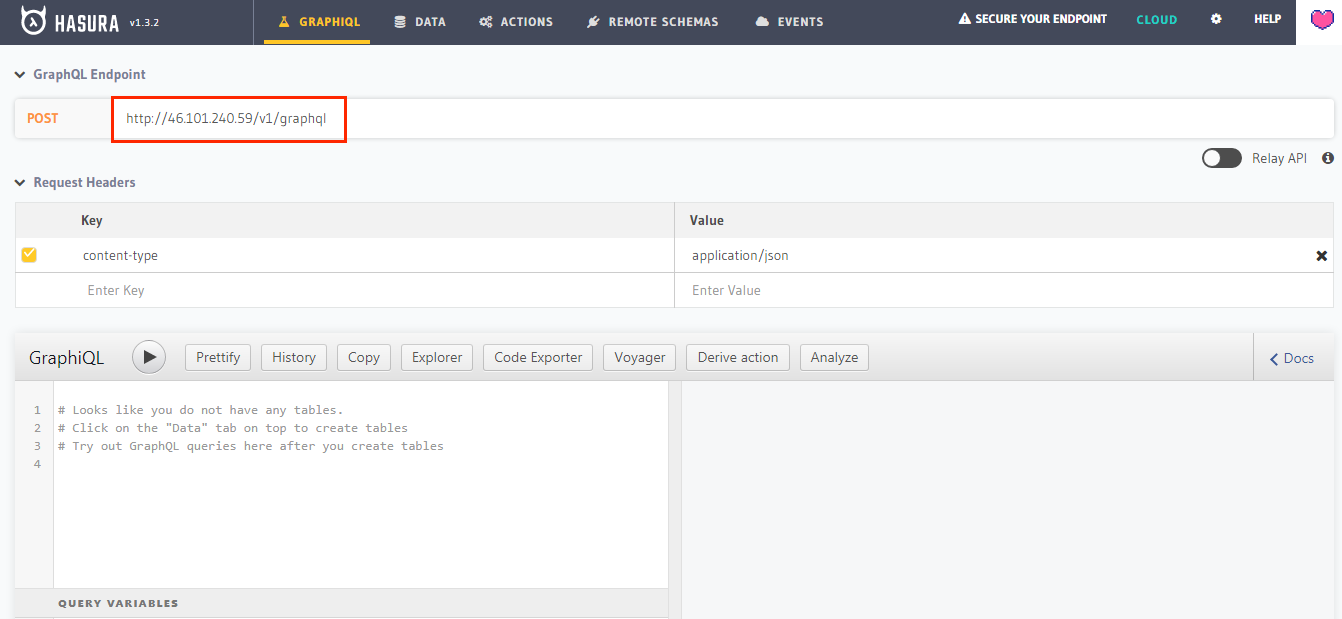 HASURA v1.3.2 GRAPHIQL DATA ACTIONS REMOTE SCHEMAS EVENTS SECURE YOUR ENDPOINT CLOUD HELP
GraphQL Endpoint
POST http://46.101.240.59/v1/graphql
Relay API
Request Headers
Key Value
content-type application/json
Enter Key Enter Value
GraphiQL Prettify History Copy Explorer Code Exporter Voyager Derive action Analyze Docs
1 # Looks like you do not have any tables.
2 # Click on the "Data" tab on top to create tables
3 # Try out GraphQL queries here after you create tables
4
QUERY VARIABLES